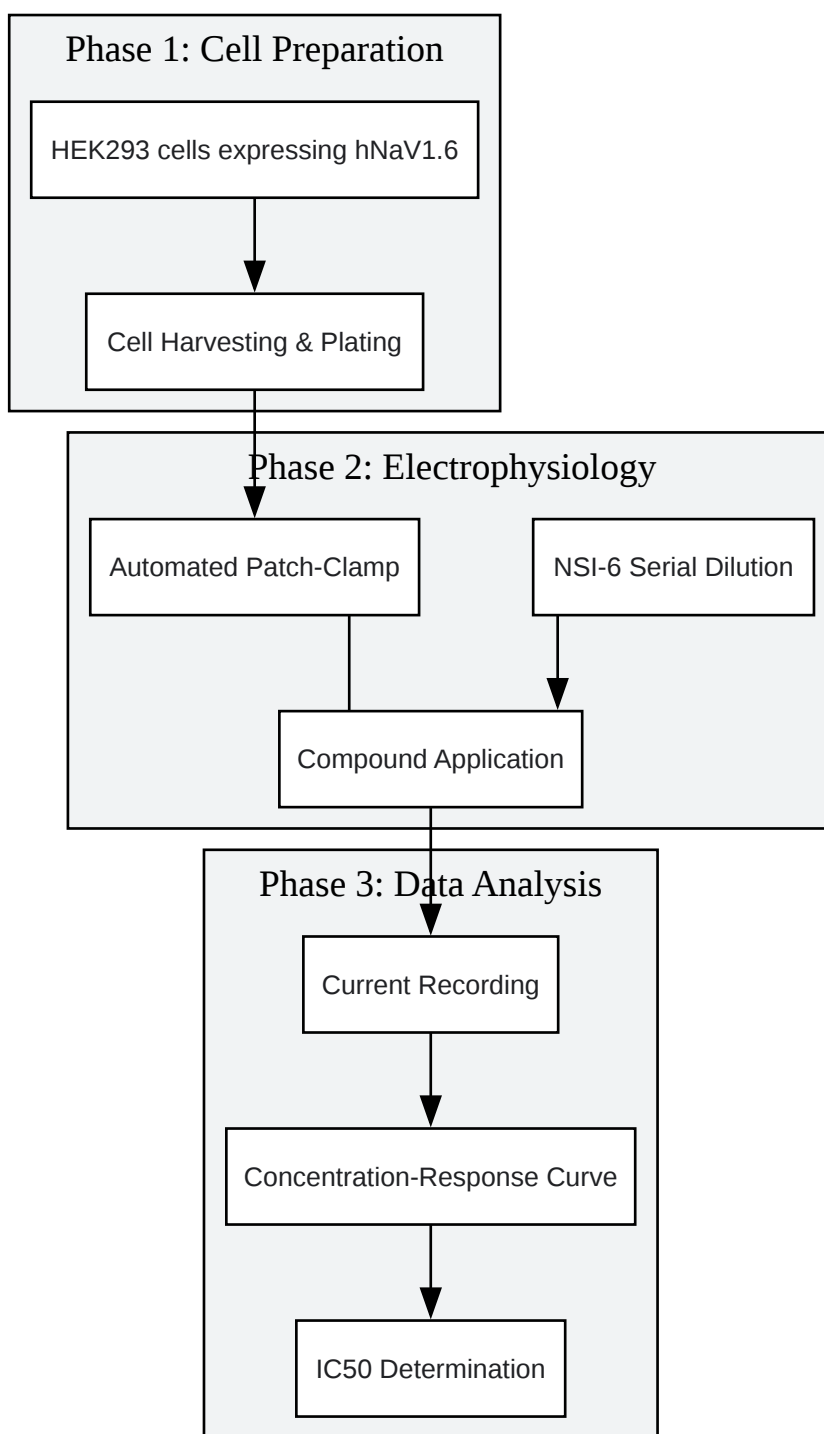 Phase 1: Cell Preparation
HEK293 cells expressing hNaV1.6
Cell Harvesting & Plating
Phase 2: Electrophysiology
Automated Patch-Clamp
NSI-6 Serial Dilution
Compound Application
Phase 3: Data Analysis
Current Recording
Concentration-Response Curve
IC50 Determination